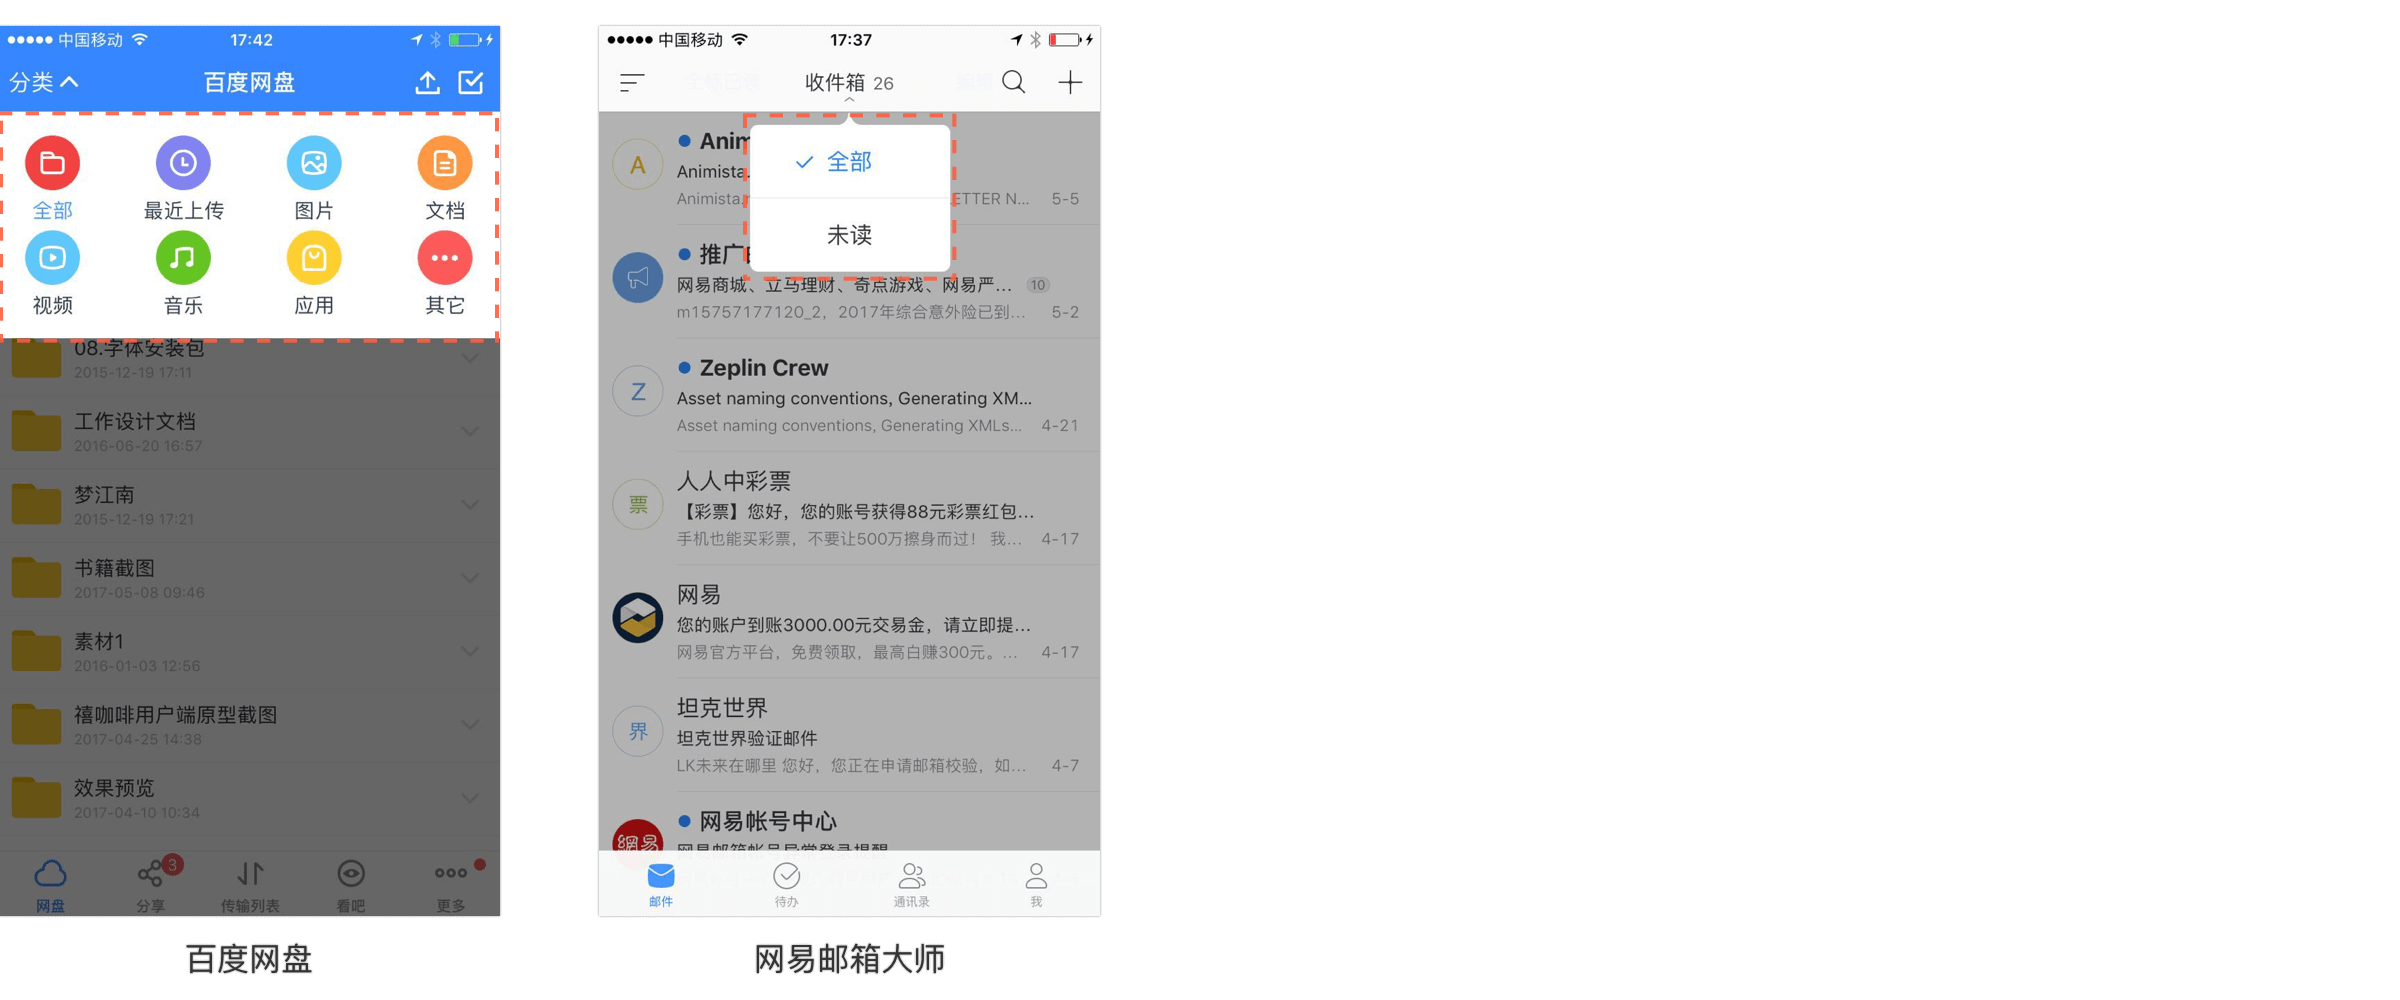 中国移动 17:42
分类 百度网盘
全部 最近上传 图片 文档
视频 音乐 应用 其它
08.字体安装包
2015-12-19 17:11
工作设计文档
2016-06-20 16:57
梦江南
2015-12-19 17:21
书籍截图
2017-05-08 09:46
素材1
2016-01-03 12:56
禧咖啡用户端原型截图
2017-04-25 14:38
效果预览
2017-04-10 10:34
3
网盘 分享 传输列表 看吧 更多
百度网盘
中国移动 17:37
收件箱 26
全部
未读
A
Anim
Animista.
Animista. ETTER N... 5-5
推广
网易商城、立马理财、奇点游戏、网易严... 10
m15757177120_2，2017年综合意外险已到... 5-2
Z
Zeplin Crew
Asset naming conventions, Generating XM...
Asset naming conventions, Generating XMLs... 4-21
票
人人中彩票
【彩票】您好，您的账号获得88元彩票红包...
手机也能买彩票，不要让500万擦身而过！ 我... 4-17
网易
您的账户到账3000.00元交易金，请立即提...
网易官方平台，免费领取，最高白赚300元。... 4-17
界
坦克世界
坦克世界验证邮件
LK未来在哪里 您好，您正在申请邮箱校验，如... 4-7
網易
网易帐号中心
网易邮箱帐号异常登录提醒
邮件 待办 通讯录 我
网易邮箱大师